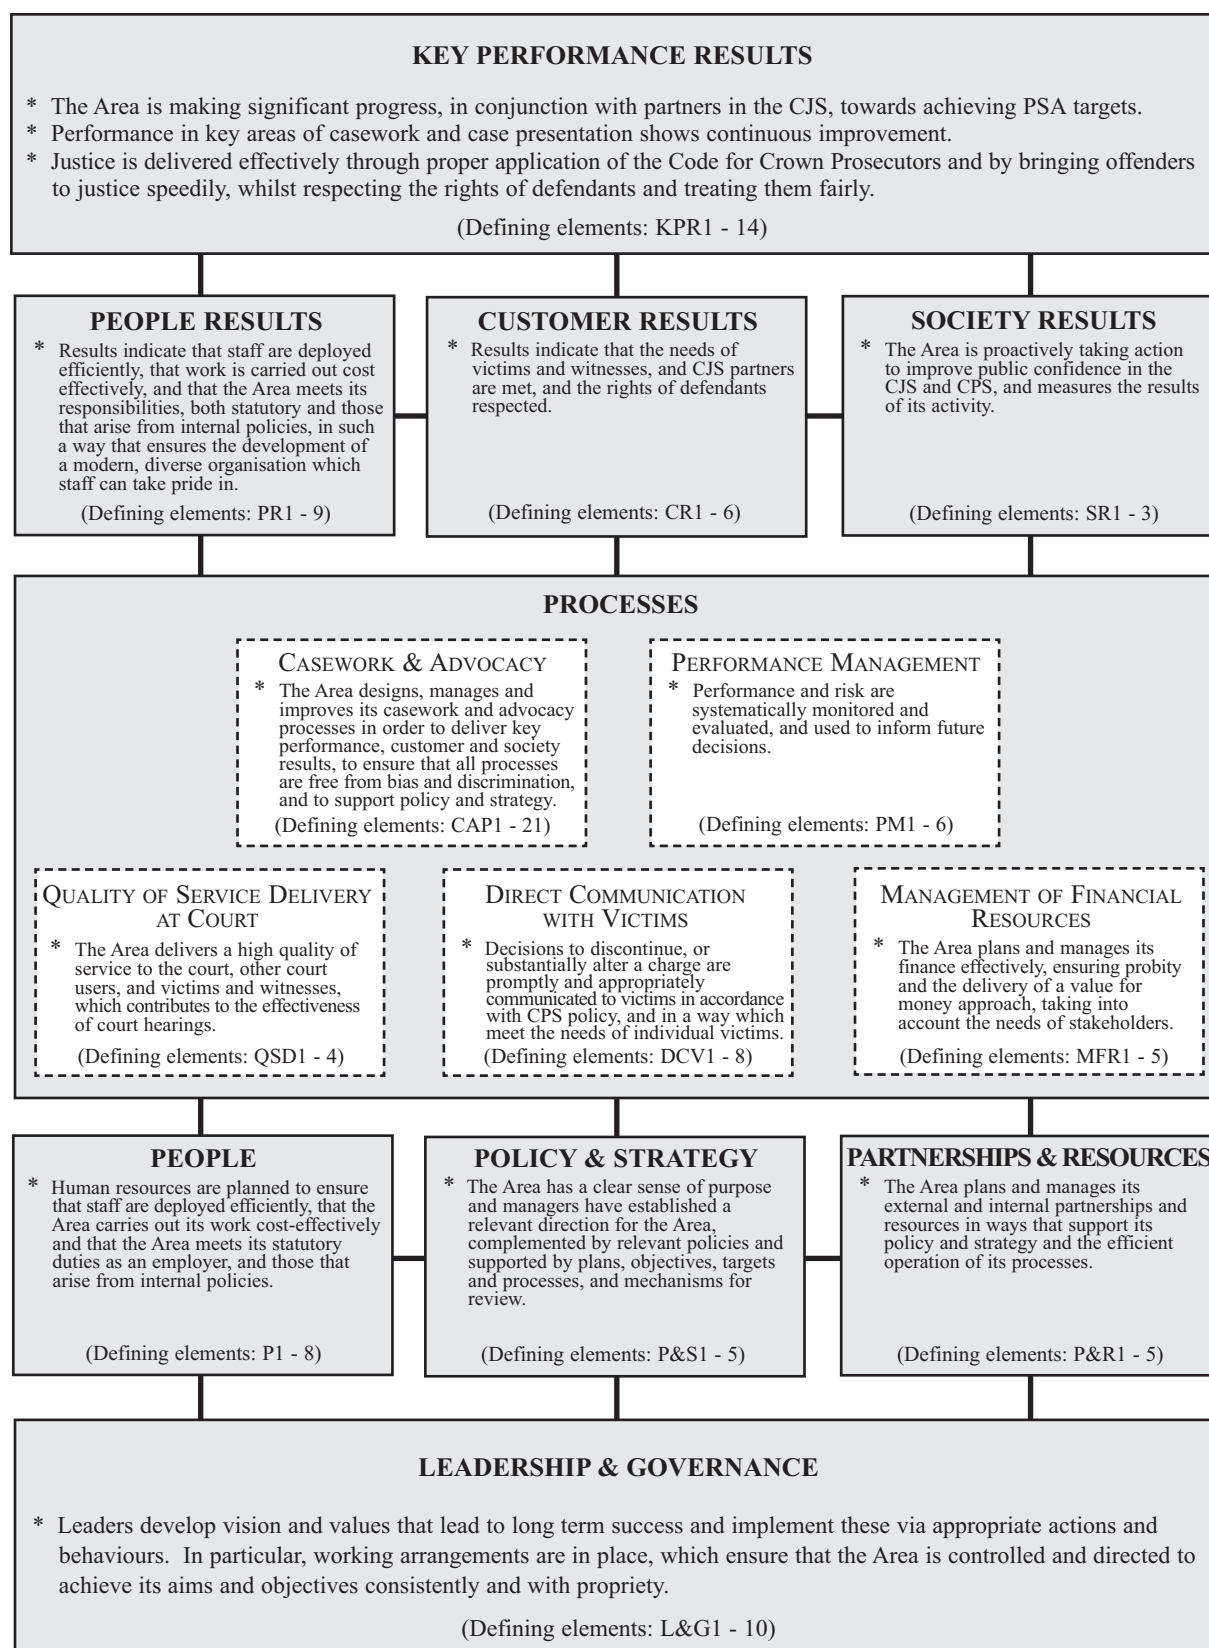 KEY PERFORMANCE RESULTS
* The Area is making significant progress, in conjunction with partners in the CJS, towards achieving PSA targets.
* Performance in key areas of casework and case presentation shows continuous improvement.
* Justice is delivered effectively through proper application of the Code for Crown Prosecutors and by bringing offenders
to justice speedily, whilst respecting the rights of defendants and treating them fairly.
(Defining elements: KPR1 - 14)
PEOPLE RESULTS
* Results indicate that staff are deployed
efficiently, that work is carried out cost
effectively, and that the Area meets its
responsibilities, both statutory and those
that arise from internal policies, in such
a way that ensures the development of
a modern, diverse organisation which
staff can take pride in.
(Defining elements: PR1 - 9)
CUSTOMER RESULTS
* Results indicate that the needs of
victims and witnesses, and CJS partners
are met, and the rights of defendants
respected.
(Defining elements: CR1 - 6)
SOCIETY RESULTS
* The Area is proactively taking action
to improve public confidence in the
CJS and CPS, and measures the results
of its activity.
(Defining elements: SR1 - 3)
PROCESSES
CASEWORK & ADVOCACY
* The Area designs, manages and
improves its casework and advocacy
processes in order to deliver key
performance, customer and society
results, to ensure that all processes
are free from bias and discrimination,
and to support policy and strategy.
(Defining elements: CAP1 - 21)
PERFORMANCE MANAGEMENT
* Performance and risk are
systematically monitored and
evaluated, and used to inform future
decisions.
(Defining elements: PM1 - 6)
QUALITY OF SERVICE DELIVERY
AT COURT
* The Area delivers a high quality of
service to the court, other court
users, and victims and witnesses,
which contributes to the effectiveness
of court hearings.
(Defining elements: QSD1 - 4)
DIRECT COMMUNICATION
WITH VICTIMS
* Decisions to discontinue, or
substantially alter a charge are
promptly and appropriately
communicated to victims in accordance
with CPS policy, and in a way which
meet the needs of individual victims.
(Defining elements: DCV1 - 8)
MANAGEMENT OF FINANCIAL
RESOURCES
* The Area plans and manages its
finance effectively, ensuring probity
and the delivery of a value for
money approach, taking into
account the needs of stakeholders.
(Defining elements: MFR1 - 5)
PEOPLE
* Human resources are planned to ensure
that staff are deployed efficiently, that the
Area carries out its work cost-effectively
and that the Area meets its statutory
duties as an employer, and those that
arise from internal policies.
(Defining elements: P1 - 8)
POLICY & STRATEGY
* The Area has a clear sense of purpose
and managers have established a
relevant direction for the Area,
complemented by relevant policies and
supported by plans, objectives, targets
and processes, and mechanisms for
review.
(Defining elements: P&S1 - 5)
PARTNERSHIPS & RESOURCES
* The Area plans and manages its
external and internal partnerships and
resources in ways that support its
policy and strategy and the efficient
operation of its processes.
(Defining elements: P&R1 - 5)
LEADERSHIP & GOVERNANCE
* Leaders develop vision and values that lead to long term success and implement these via appropriate actions and
behaviours. In particular, working arrangements are in place, which ensure that the Area is controlled and directed to
achieve its aims and objectives consistently and with propriety.
(Defining elements: L&G1 - 10)